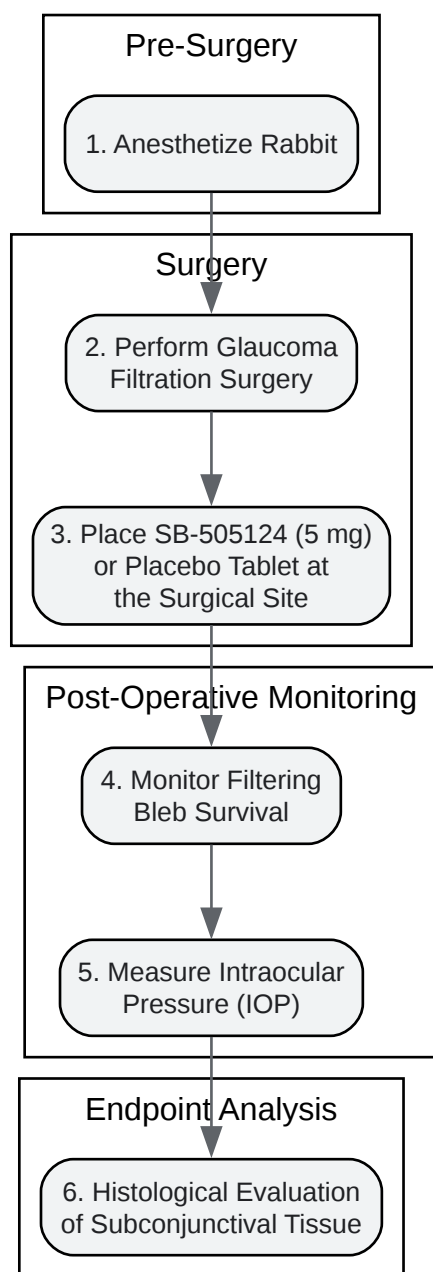 Pre-Surgery
1. Anesthetize Rabbit
Surgery
2. Perform Glaucoma
Filtration Surgery
3. Place SB-505124 (5 mg)
or Placebo Tablet at
the Surgical Site
Post-Operative Monitoring
4. Monitor Filtering
Bleb Survival
5. Measure Intraocular
Pressure (IOP)
Endpoint Analysis
6. Histological Evaluation
of Subconjunctival Tissue